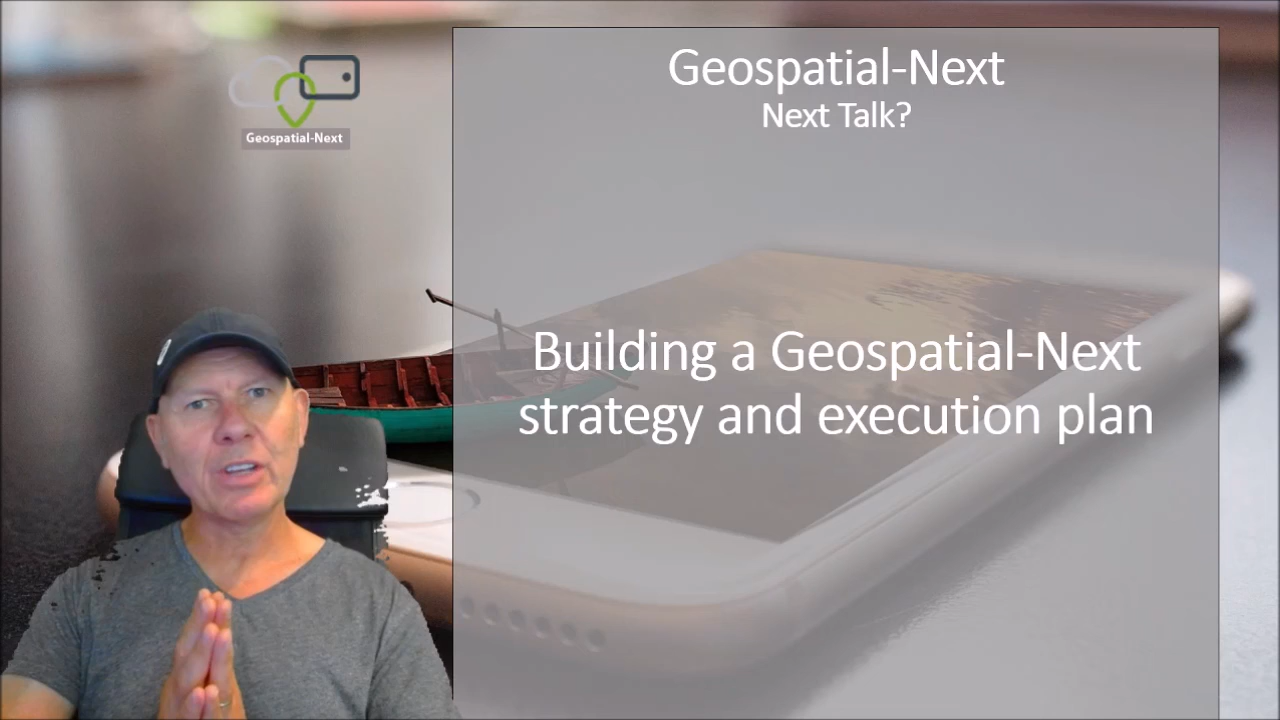 Geospatial-Next
Geospatial-Next
Next Talk?
Building a Geospatial-Next
strategy and execution plan